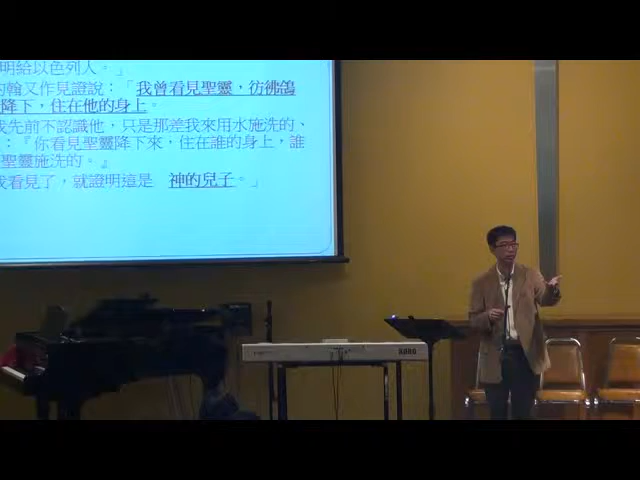 明給以色列人。」
約翰又作見證說：「我曾看見聖靈，彷彿鴿
降下，住在他的身上。
我先前不認識他，只是那差我來用水施洗的、
：『你看見聖靈降下來，住在誰的身上，誰
聖靈施洗的。』
我看見了，就證明這是 神的兒子。」
KORG